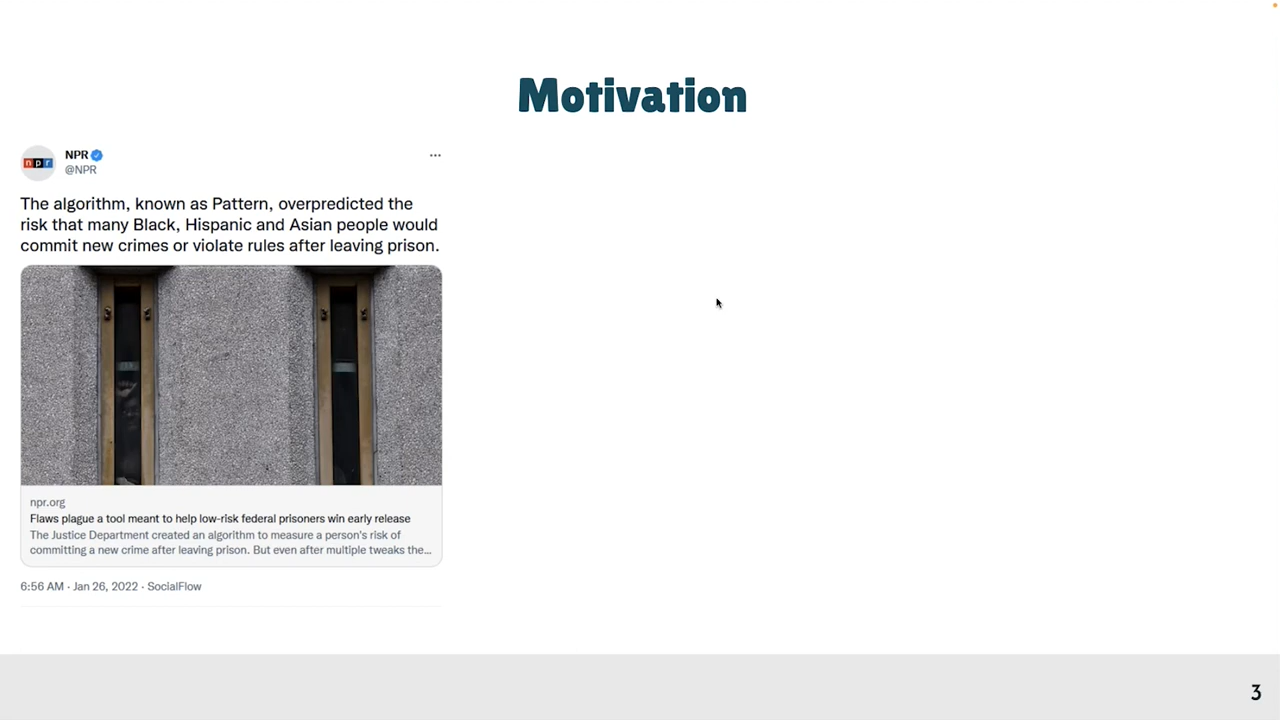 Motivation
npr
NPR
@NPR
The algorithm, known as Pattern, overpredicted the
risk that many Black, Hispanic and Asian people would
commit new crimes or violate rules after leaving prison.
npr.org
Flaws plague a tool meant to help low-risk federal prisoners win early release
The Justice Department created an algorithm to measure a person's risk of
committing a new crime after leaving prison. But even after multiple tweaks the...
6:56 AM · Jan 26, 2022 · SocialFlow
3